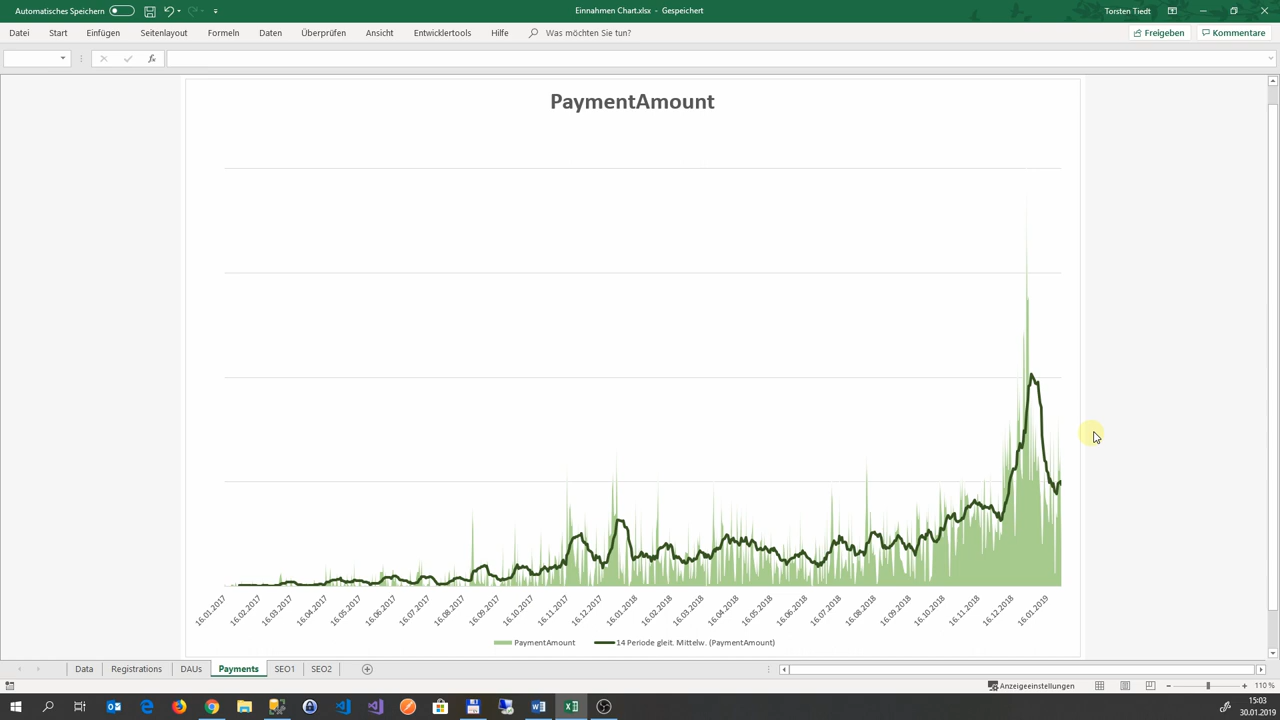 Automatisches Speichern
Einnahmen Chart.xlsx - Gespeichert
Torsten Tiedt
Datei Start Einfügen Seitenlayout Formeln Daten Überprüfen Ansicht Entwicklertools Hilfe Was möchten Sie tun? Freigeben Kommentare
fx
PaymentAmount
16.01.2017 16.02.2017 16.03.2017 16.04.2017 16.05.2017 16.06.2017 16.07.2017 16.08.2017 16.09.2017 16.10.2017 16.11.2017 16.12.2017 16.01.2018 16.02.2018 16.03.2018 16.04.2018 16.05.2018 16.06.2018 16.07.2018 16.08.2018 16.09.2018 16.10.2018 16.11.2018 16.12.2018 16.01.2019
PaymentAmount 14 Periode gleit. Mittelw. (PaymentAmount)
Data Registrations DAUs Payments SEO1 SEO2
Anzeigeeinstellungen 110 %
15:03
30.01.2019